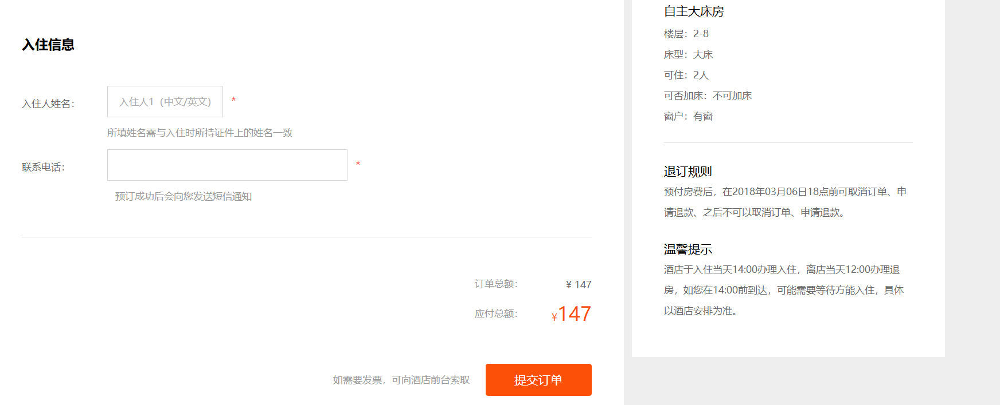 入住信息
入住人姓名：
入住人1（中文/英文）
*
所填姓名需与入住时所持证件上的姓名一致
联系电话：
*
预订成功后会向您发送短信通知
订单总额：
¥ 147
应付总额：
¥147
如需要发票，可向酒店前台索取
提交订单
自主大床房
楼层：2-8
床型：大床
可住：2人
可否加床：不可加床
窗户：有窗
退订规则
预付房费后，在2018年03月06日18点前可取消订单、申
请退款、之后不可以取消订单、申请退款。
温馨提示
酒店于入住当天14:00办理入住，离店当天12:00办理退
房，如您在14:00前到达，可能需要等待方能入住，具体
以酒店安排为准。